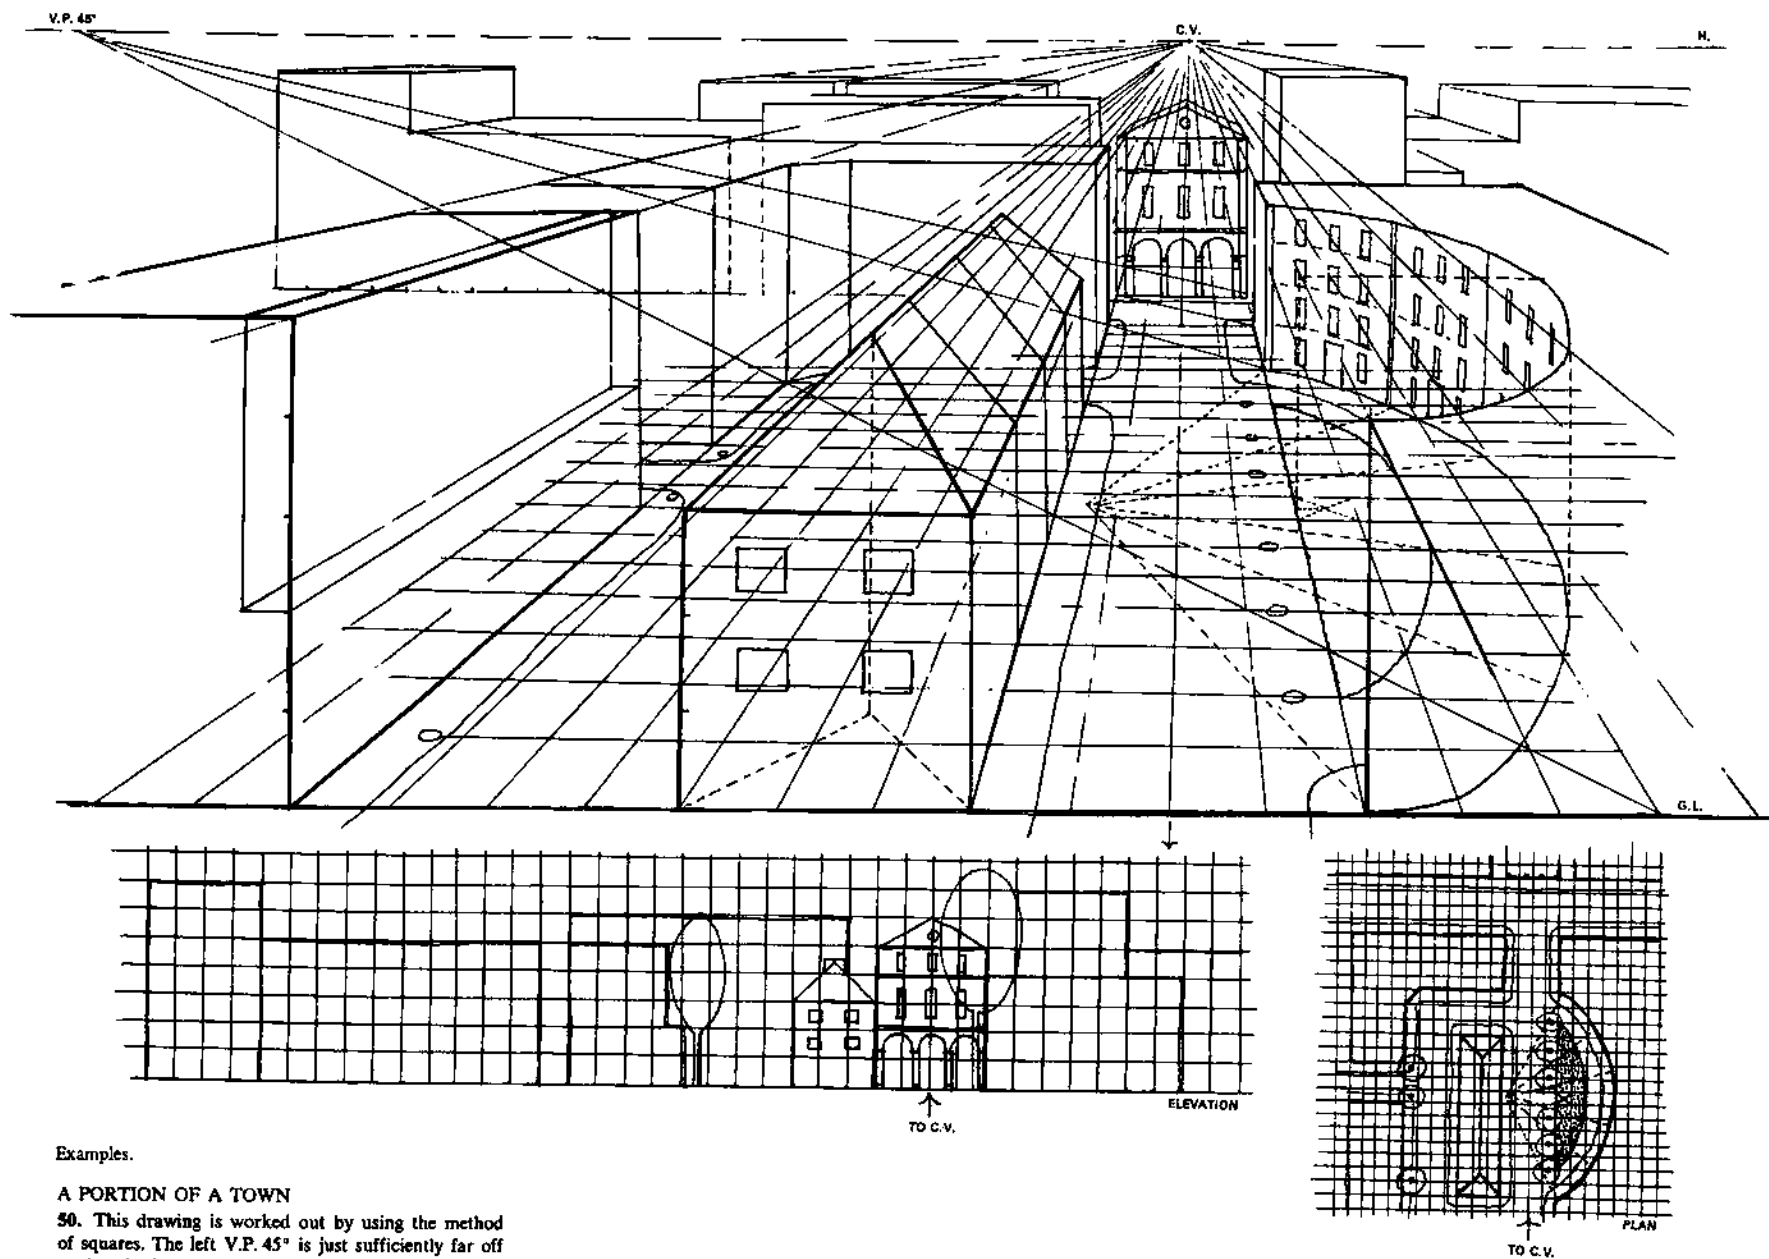 V.P. 45°
C.V.
H.
G.L.
ELEVATION
TO C.V.
PLAN
TO C.V.
Examples.
A PORTION OF A TOWN
50. This drawing is worked out by using the method
of squares. The left V.P. 45° is just sufficiently far off